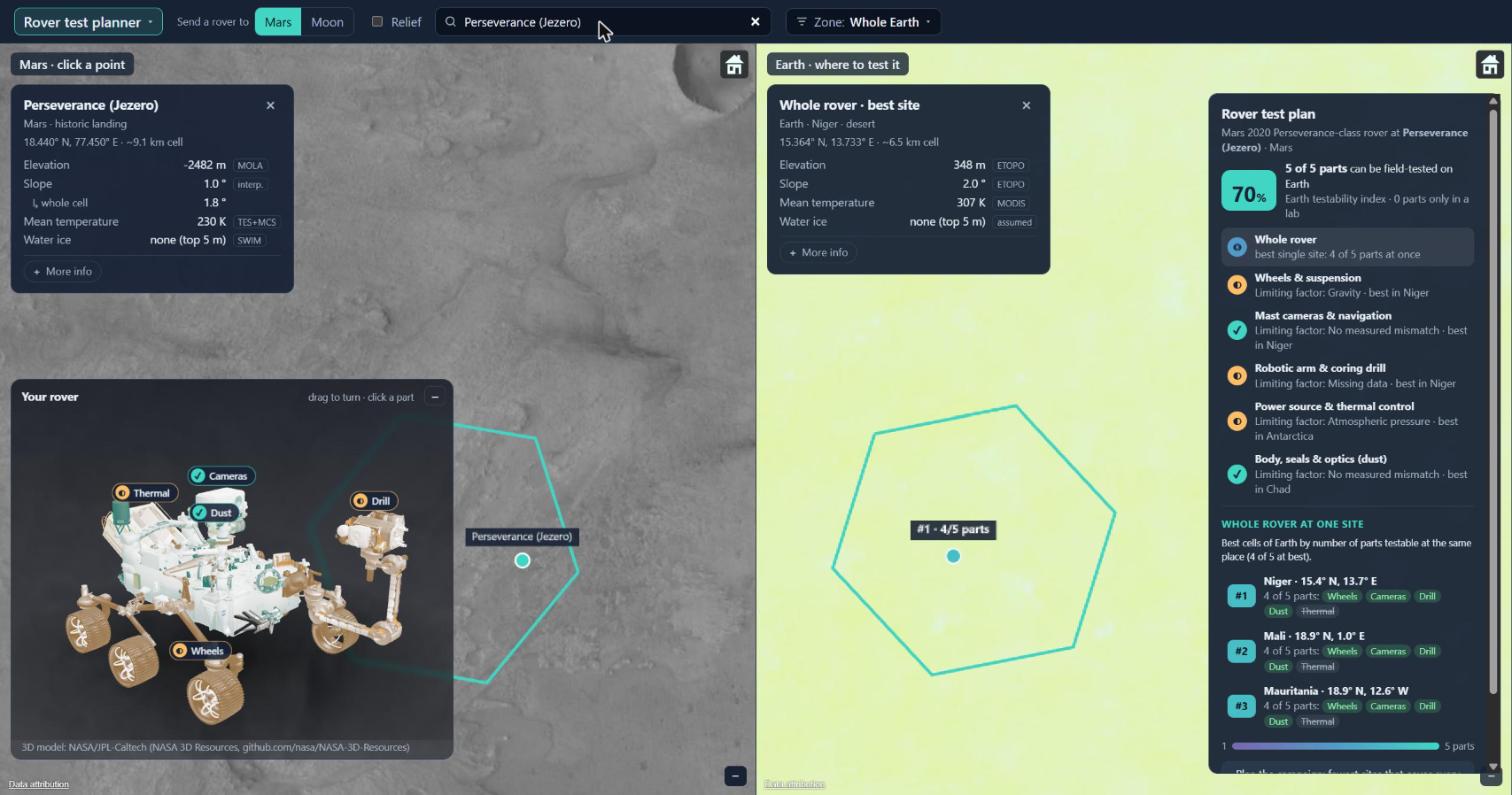 Rover test planner
Send a rover to
Mars
Moon
Relief
Perseverance (Jezero)
Zone: Whole Earth
Mars · click a point
Perseverance (Jezero)
Mars · historic landing
18.440° N, 77.450° E · ~9.1 km cell
Elevation -2482 m MOLA
Slope 1.0 ° interp.
↳ whole cell 1.8 °
Mean temperature 230 K TES+MCS
Water ice none (top 5 m) SWIM
+ More info
Your rover
drag to turn · click a part
Cameras
Thermal
Drill
Dust
Wheels
3D model: NASA/JPL-Caltech (NASA 3D Resources, github.com/nasa/NASA-3D-Resources)
Perseverance (Jezero)
Data attribution
Earth · where to test it
Whole rover · best site
Earth · Niger · desert
15.364° N, 13.733° E · ~6.5 km cell
Elevation 348 m ETOPO
Slope 2.0 ° ETOPO
Mean temperature 307 K MODIS
Water ice none (top 5 m) assumed
+ More info
#1 · 4/5 parts
Data attribution
Rover test plan
Mars 2020 Perseverance-class rover at Perseverance
(Jezero) · Mars
70%
5 of 5 parts can be field-tested on
Earth
Earth testability index · 0 parts only in a
lab
Whole rover
best single site: 4 of 5 parts at once
Wheels & suspension
Limiting factor: Gravity · best in Niger
Mast cameras & navigation
Limiting factor: No measured mismatch · best
in Niger
Robotic arm & coring drill
Limiting factor: Missing data · best in Niger
Power source & thermal control
Limiting factor: Atmospheric pressure · best
in Antarctica
Body, seals & optics (dust)
Limiting factor: No measured mismatch · best
in Chad
WHOLE ROVER AT ONE SITE
Best cells of Earth by number of parts testable at the same
place (4 of 5 at best).
#1
Niger · 15.4° N, 13.7° E
4 of 5 parts: Wheels Cameras Drill
Dust Thermal
#2
Mali · 18.9° N, 1.0° E
4 of 5 parts: Wheels Cameras Drill
Dust Thermal
#3
Mauritania · 18.9° N, 12.6° W
4 of 5 parts: Wheels Cameras Drill
Dust Thermal
1 5 parts